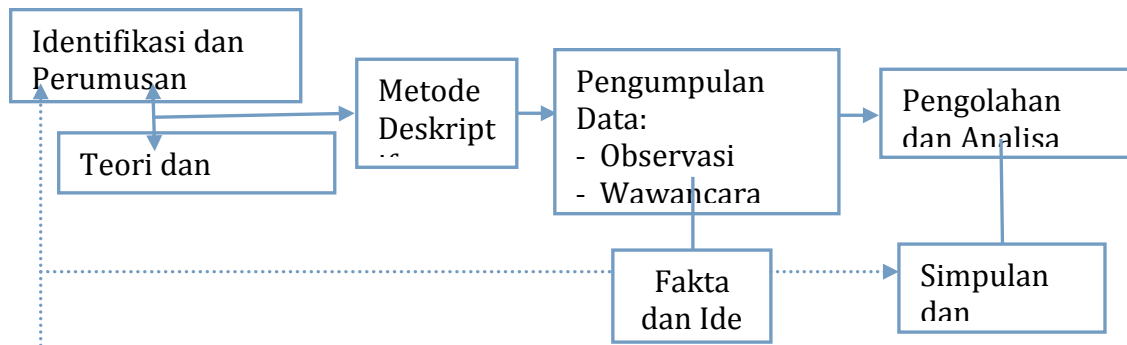 Identifikasi dan
Perumusan
Teori dan
Metode
Deskript
Pengumpulan
Data:
- Observasi
- Wawancara
Pengolahan
dan Analisa
Fakta
dan Ide
Simpulan
dan